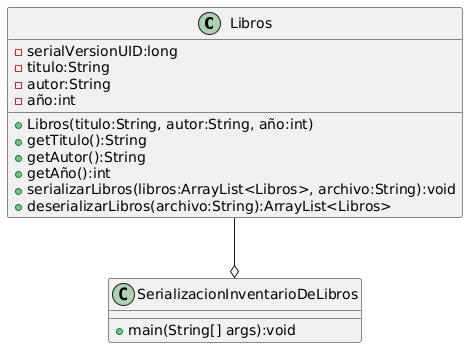 C Libros
serialVersionUID:long
titulo:String
autor:String
año:int
Libros(titulo:String, autor:String, año:int)
getTitulo():String
getAutor():String
getAño():int
serializarLibros(libros:ArrayList<Libros>, archivo:String):void
deserializarLibros(archivo:String):ArrayList<Libros>
C SerializacionInventarioDeLibros
main(String[] args):void